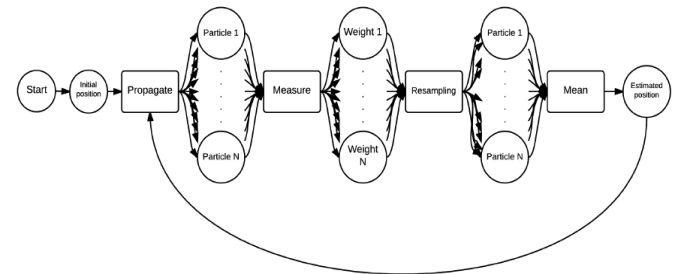 Start
Initial
position
Propagate
Particle 1
Particle N
Measure
Weight 1
Weight
N
Resampling
Particle 1
Particle N
Mean
Estimated
position